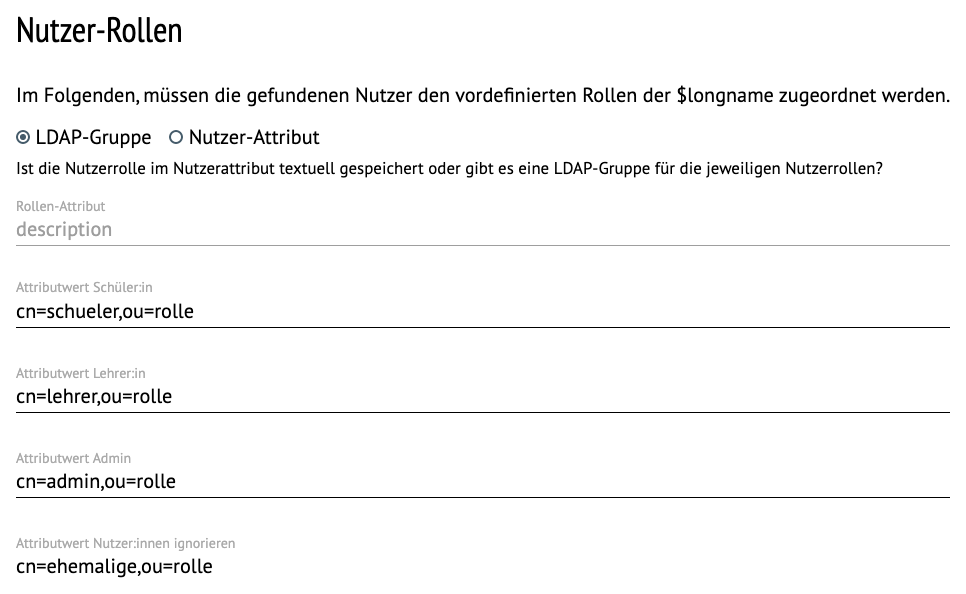 Nutzer-Rollen
Im Folgenden, müssen die gefundenen Nutzer den vordefinierten Rollen der $longname zugeordnet werden.
LDAP-Gruppe Nutzer-Attribut
Ist die Nutzerrolle im Nutzerattribut textuell gespeichert oder gibt es eine LDAP-Gruppe für die jeweiligen Nutzerrollen?
Rollen-Attribut
description
Attributwert Schüler:in
cn=schueler,ou=rolle
Attributwert Lehrer:in
cn=lehrer,ou=rolle
Attributwert Admin
cn=admin,ou=rolle
Attributwert Nutzer:innen ignorieren
cn=ehemalige,ou=rolle